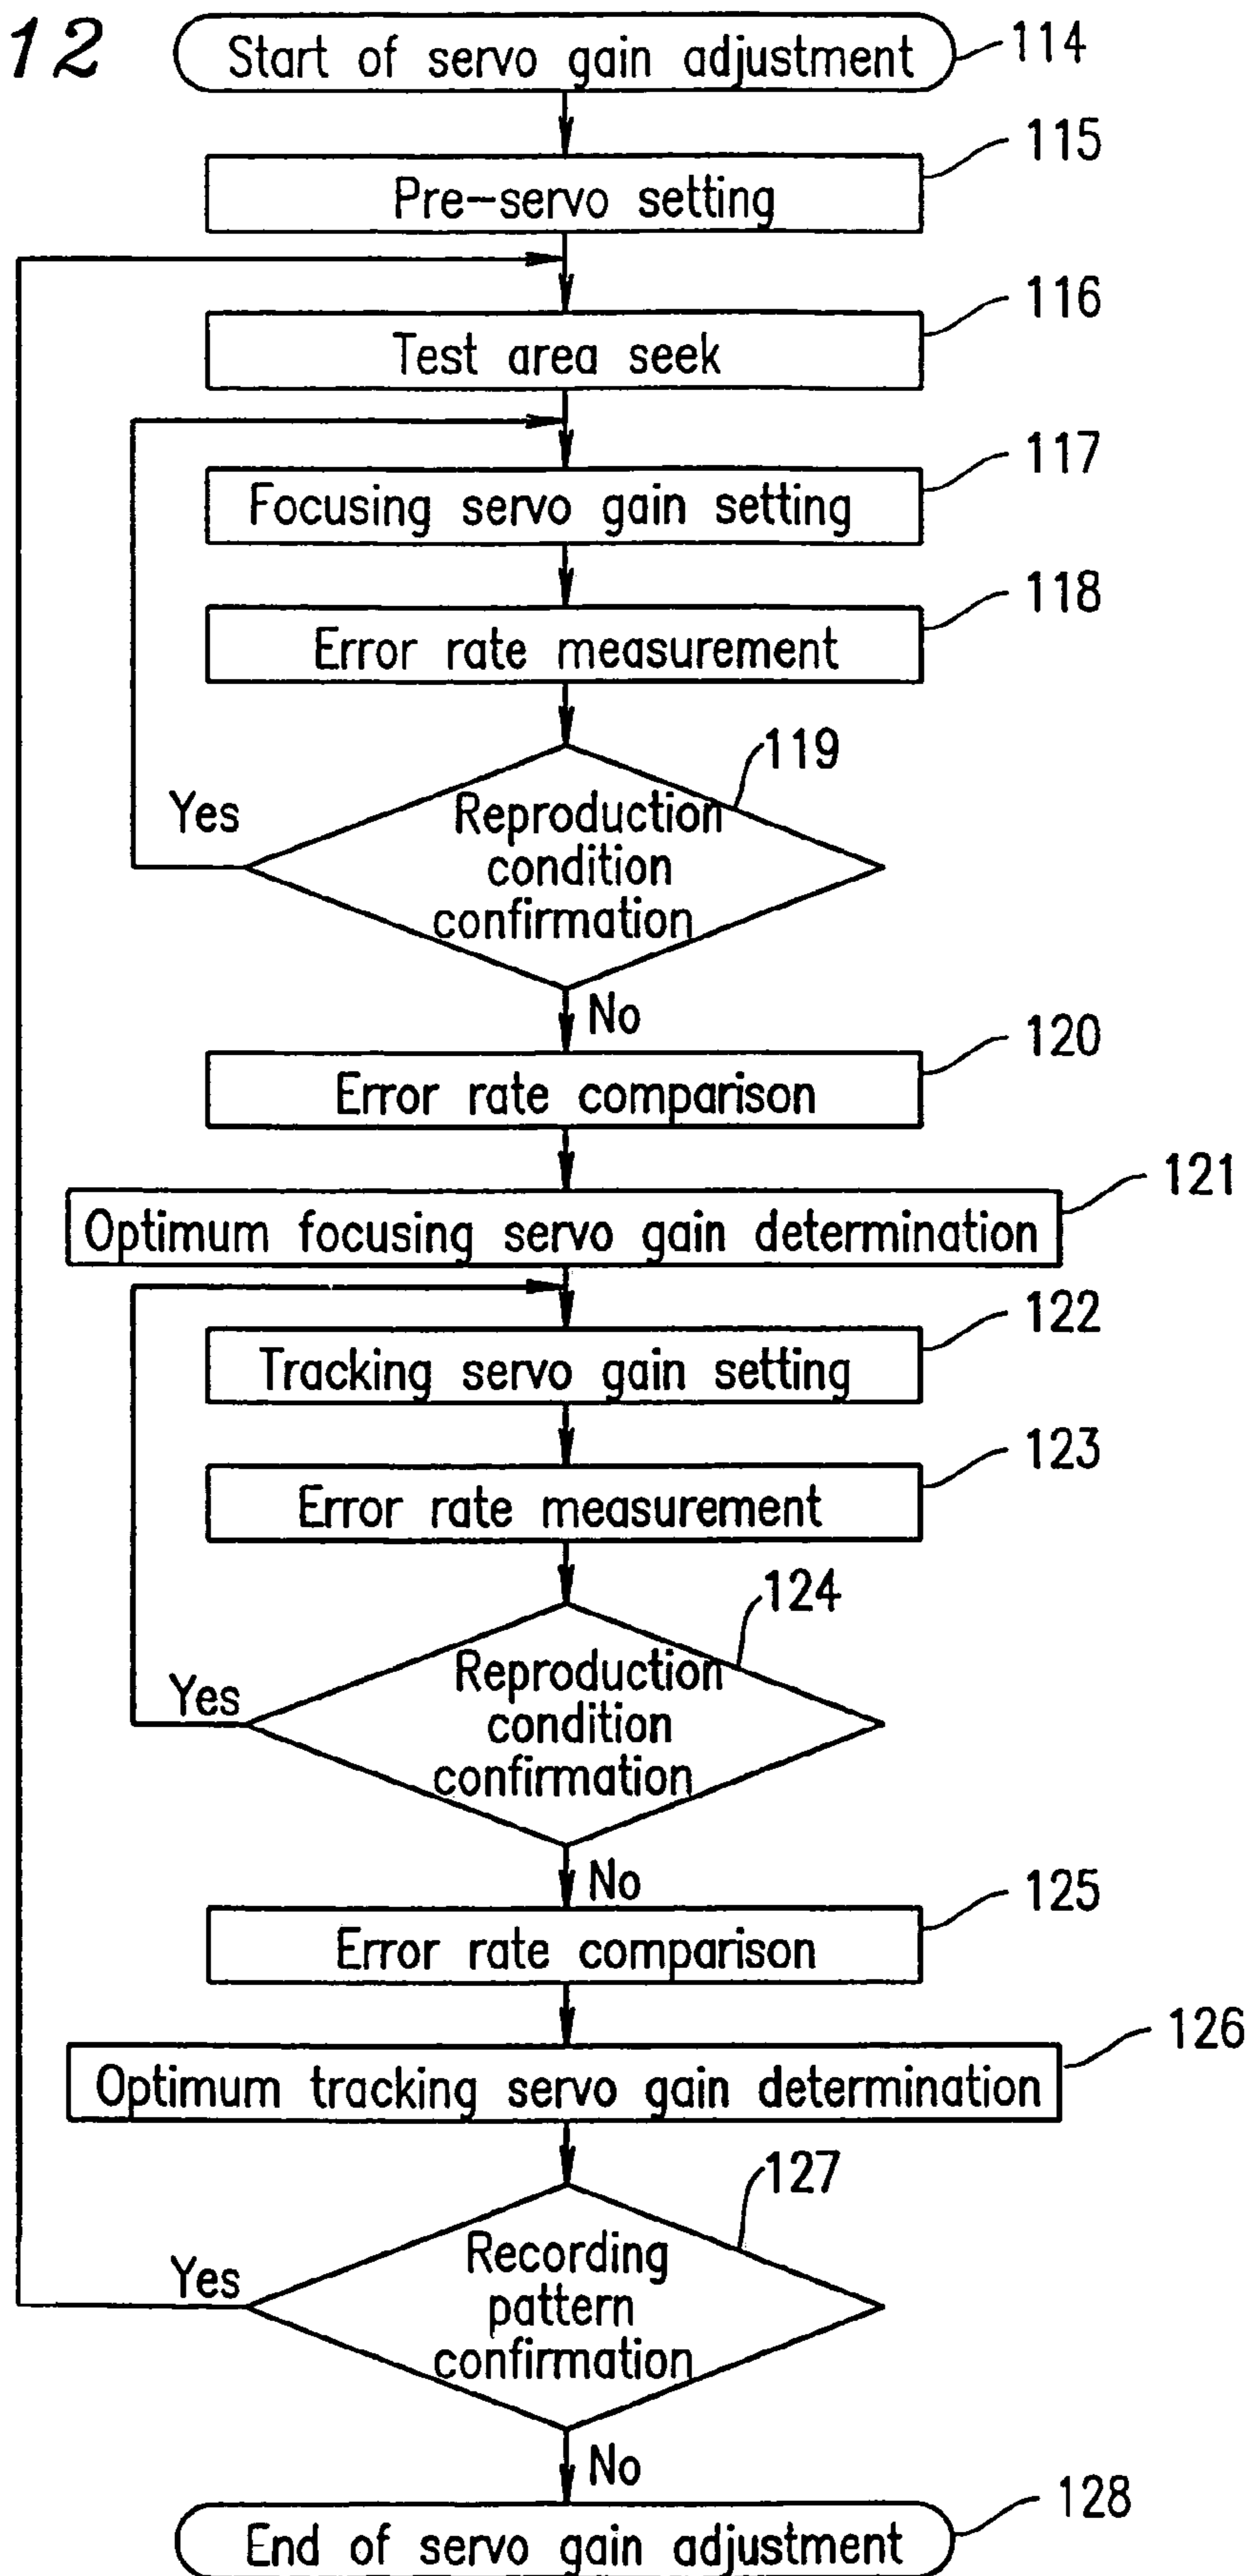 12
Start of servo gain adjustment
114
Pre-servo setting
115
Test area seek
116
Focusing servo gain setting
117
Error rate measurement
118
Reproduction
condition
confirmation
119
Yes
No
Error rate comparison
120
Optimum focusing servo gain determination
121
Tracking servo gain setting
122
Error rate measurement
123
Reproduction
condition
confirmation
124
Yes
No
Error rate comparison
125
Optimum tracking servo gain determination
126
Recording
pattern
confirmation
127
Yes
No
End of servo gain adjustment
128